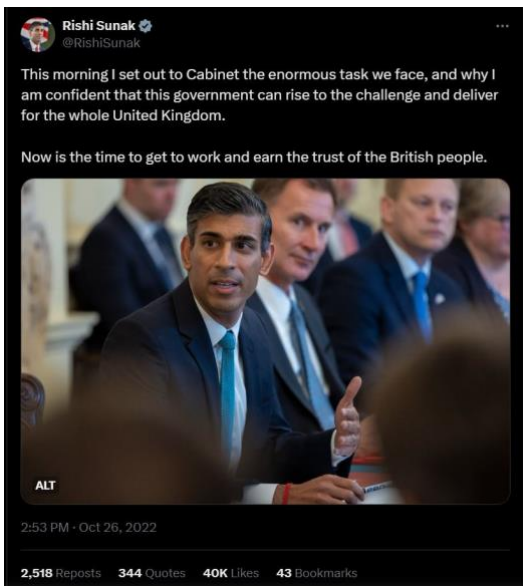 Rishi Sunak
@RishiSunak
This morning I set out to Cabinet the enormous task we face, and why I
am confident that this government can rise to the challenge and deliver
for the whole United Kingdom.
Now is the time to get to work and earn the trust of the British people.
ALT
2:53 PM · Oct 26, 2022
2,518 Reposts 344 Quotes 40K Likes 43 Bookmarks